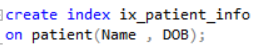 create index ix_patient_info
on patient(Name , DOB);